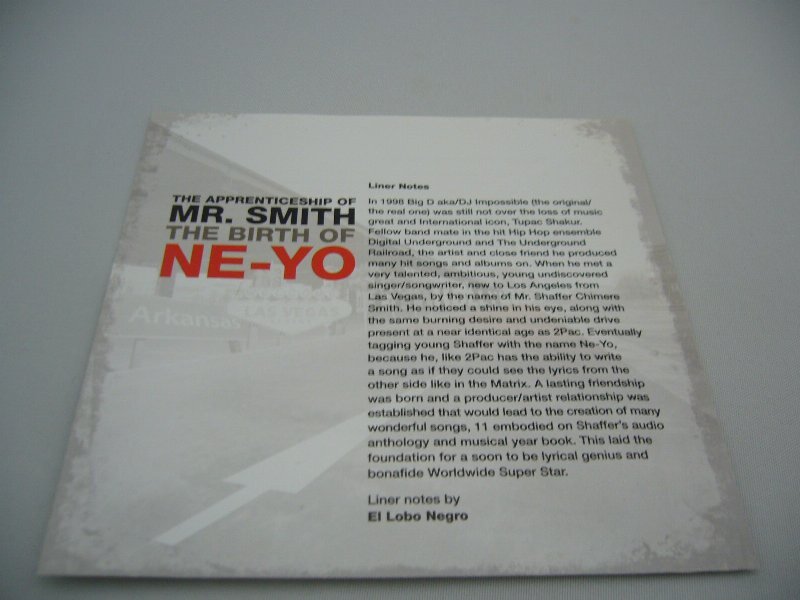 THE APPRENTICESHIP OF
MR. SMITH
THE BIRTH OF
NE-YO
Arkansas
LAS VEGAS
Liner Notes
In 1998 Big D aka/DJ Impossible (the original/
the real one) was still not over the loss of music
great and International icon, Tupac Shakur.
Fellow band mate in the hit Hip Hop ensemble
Digital Underground and The Underground
Railroad, the artist and close friend he produced
many hit songs and albums on. When he met a
very talented, ambitious, young undiscovered
singer/songwriter, new to Los Angeles from
Las Vegas, by the name of Mr. Shaffer Chimere
Smith. He noticed a shine in his eye, along with
the same burning desire and undeniable drive
present at a near identical age as 2Pac. Eventually
tagging young Shaffer with the name Ne-Yo,
because he, like 2Pac has the ability to write
a song as if they could see the lyrics from the
other side like in the Matrix. A lasting friendship
was born and a producer/artist relationship was
established that would lead to the creation of many
wonderful songs, 11 embodied on Shaffer's audio
anthology and musical year book. This laid the
foundation for a soon to be lyrical genius and
bonafide Worldwide Super Star.
Liner notes by
El Lobo Negro